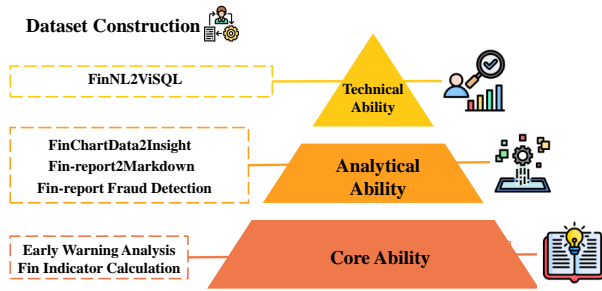 Dataset Construction
FinNL2ViSQL
Technical
Ability
FinChartData2Insight
Fin-report2Markdown
Fin-report Fraud Detection
Analytical
Ability
Early Warning Analysis
Fin Indicator Calculation
Core Ability